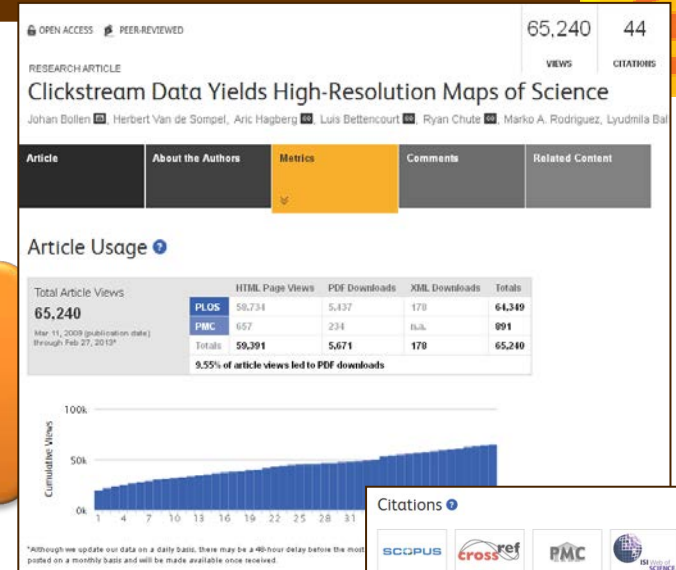 OPEN ACCESS PEER-REVIEWED
65,240 44
VIEWS CITATIONS
RESEARCH ARTICLE
Clickstream Data Yields High-Resolution Maps of Science
Johan Bollen, Herbert Van de Sompel, Aric Hagberg, Luis Bettencourt, Ryan Chute, Marko A. Rodriguez, Lyudmila Bal
Article About the Authors Metrics Comments Related Content
Article Usage
Total Article Views
65,240
Mar 11, 2009 (publication date)
through Feb 27, 2013*
HTML Page Views PDF Downloads XML Downloads Totals
PLOS 58,734 5,437 178 64,349
PMC 657 234 n.a. 891
Totals 59,391 5,671 178 65,240
9.55% of article views led to PDF downloads
Cumulative Views
100k
50k
0k
1 4 7 10 13 16 19 22 25 28 31
*Although we update our data on a daily basis, there may be a 48-hour delay before the most
posted on a monthly basis and will be made available once received.
Citations
SCOPUS crossref PMC ISI Web of SCIENCE